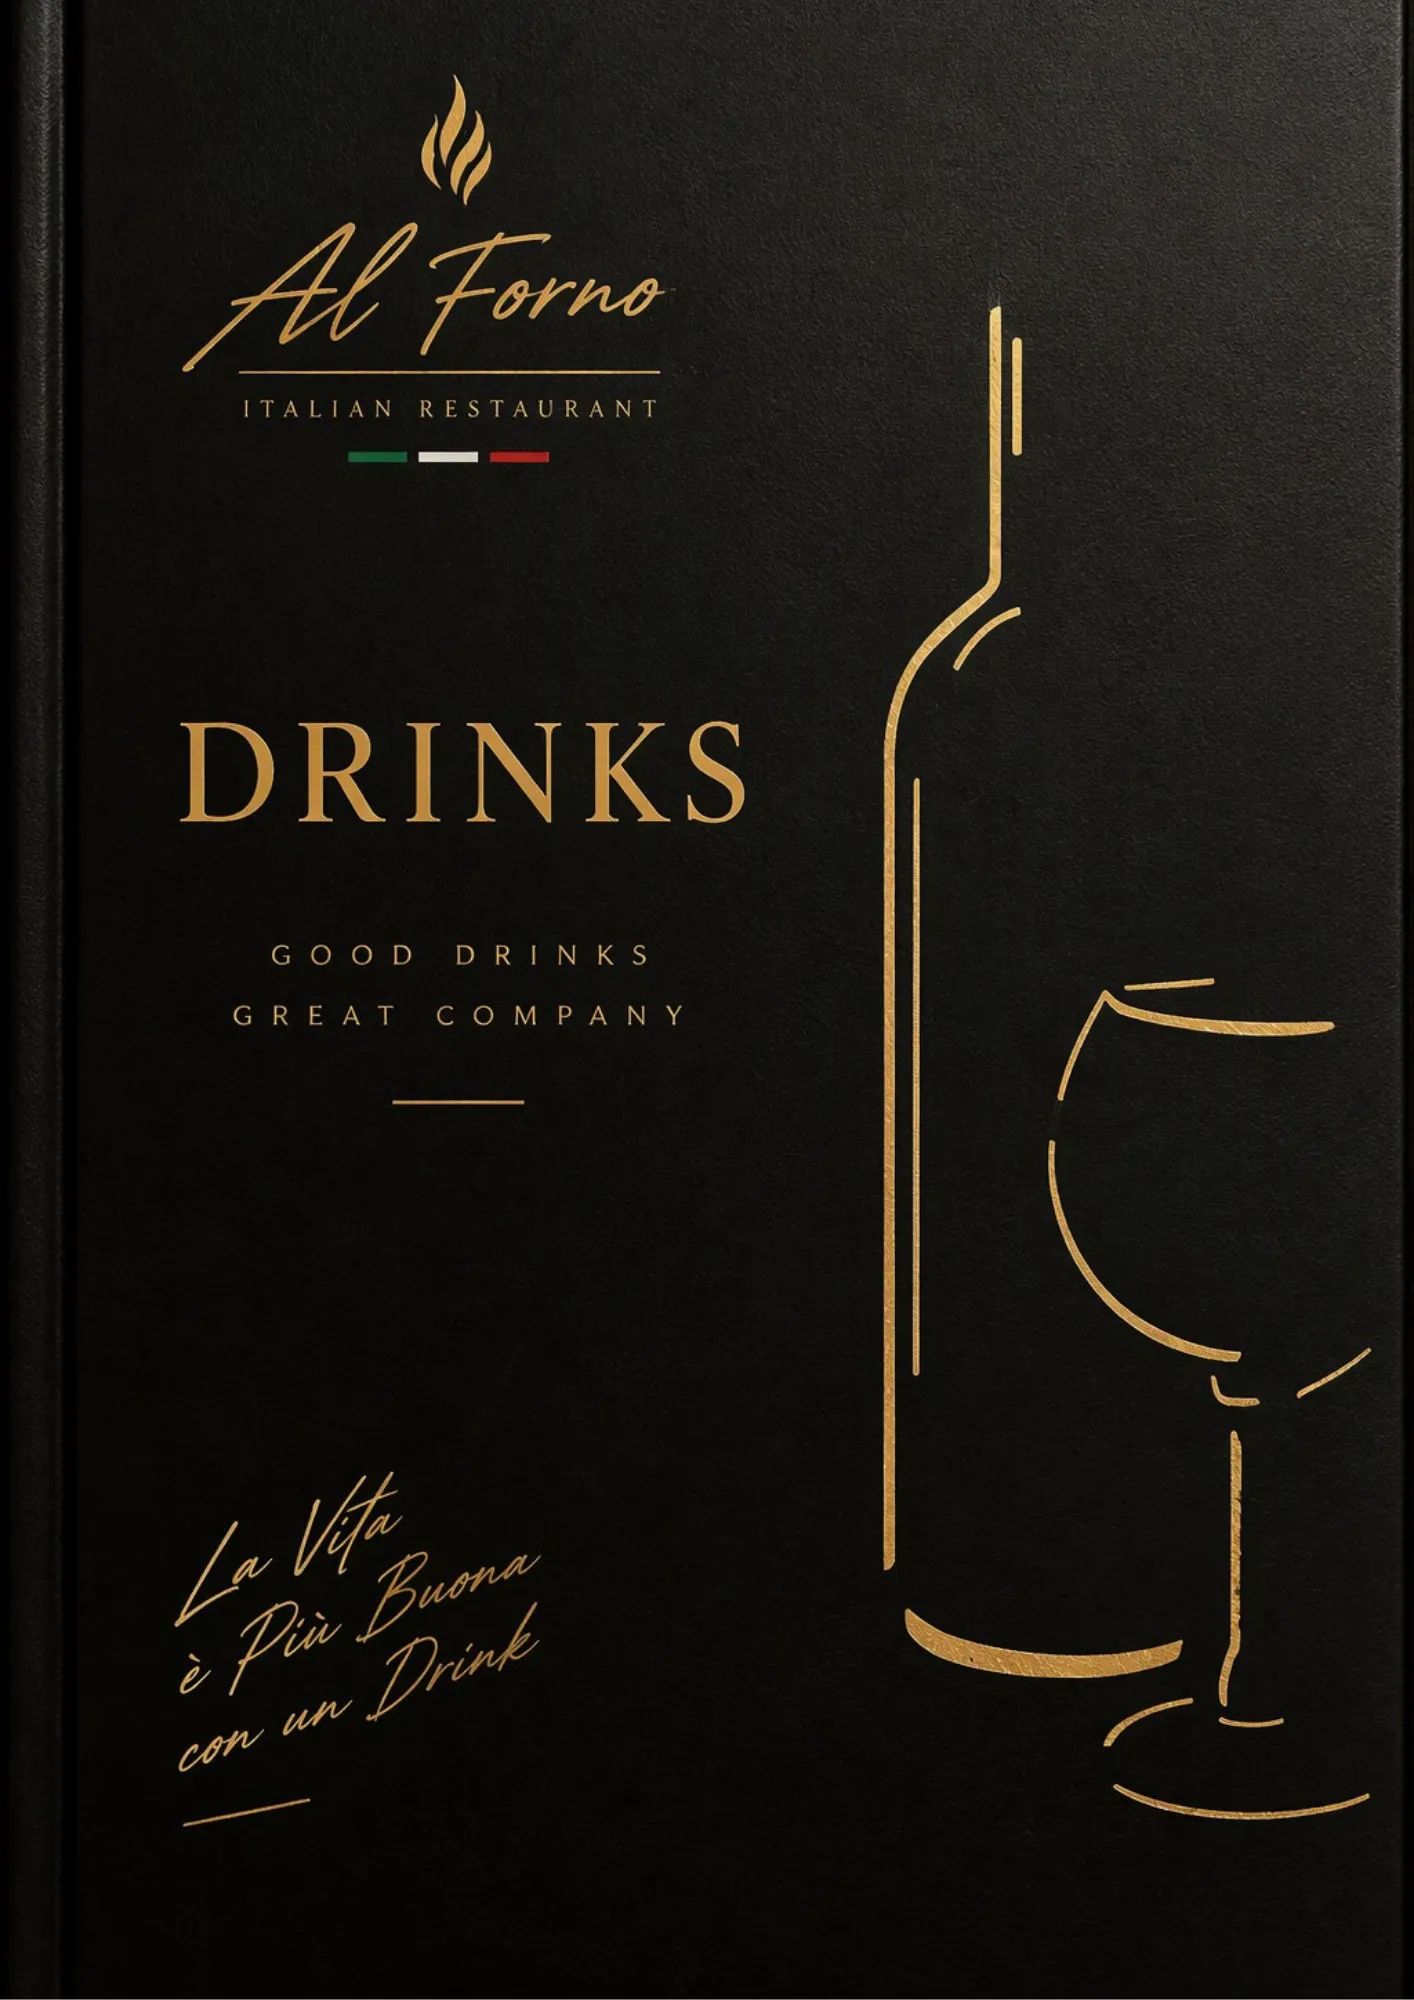 Al Forno
ITALIAN RESTAURANT
DRINKS
GOOD DRINKS
GREAT COMPANY
La Vita
è Più Buona
con un Drink